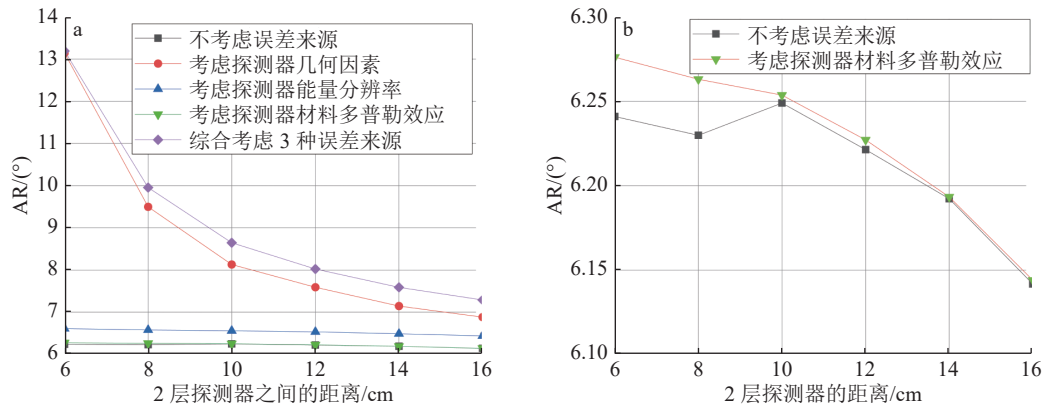 a
不考虑误差来源
考虑探测器几何因素
考虑探测器能量分辨率
考虑探测器材料多普勒效应
综合考虑 3 种误差来源
14
13
12
11
10
9
8
7
6
AR/(°)
6 8 10 12 14 16
2 层探测器之间的距离/cm
b
不考虑误差来源
考虑探测器材料多普勒效应
6.30
6.25
6.20
6.15
6.10
AR/(°)
6 8 10 12 14 16
2 层探测器的距离/cm